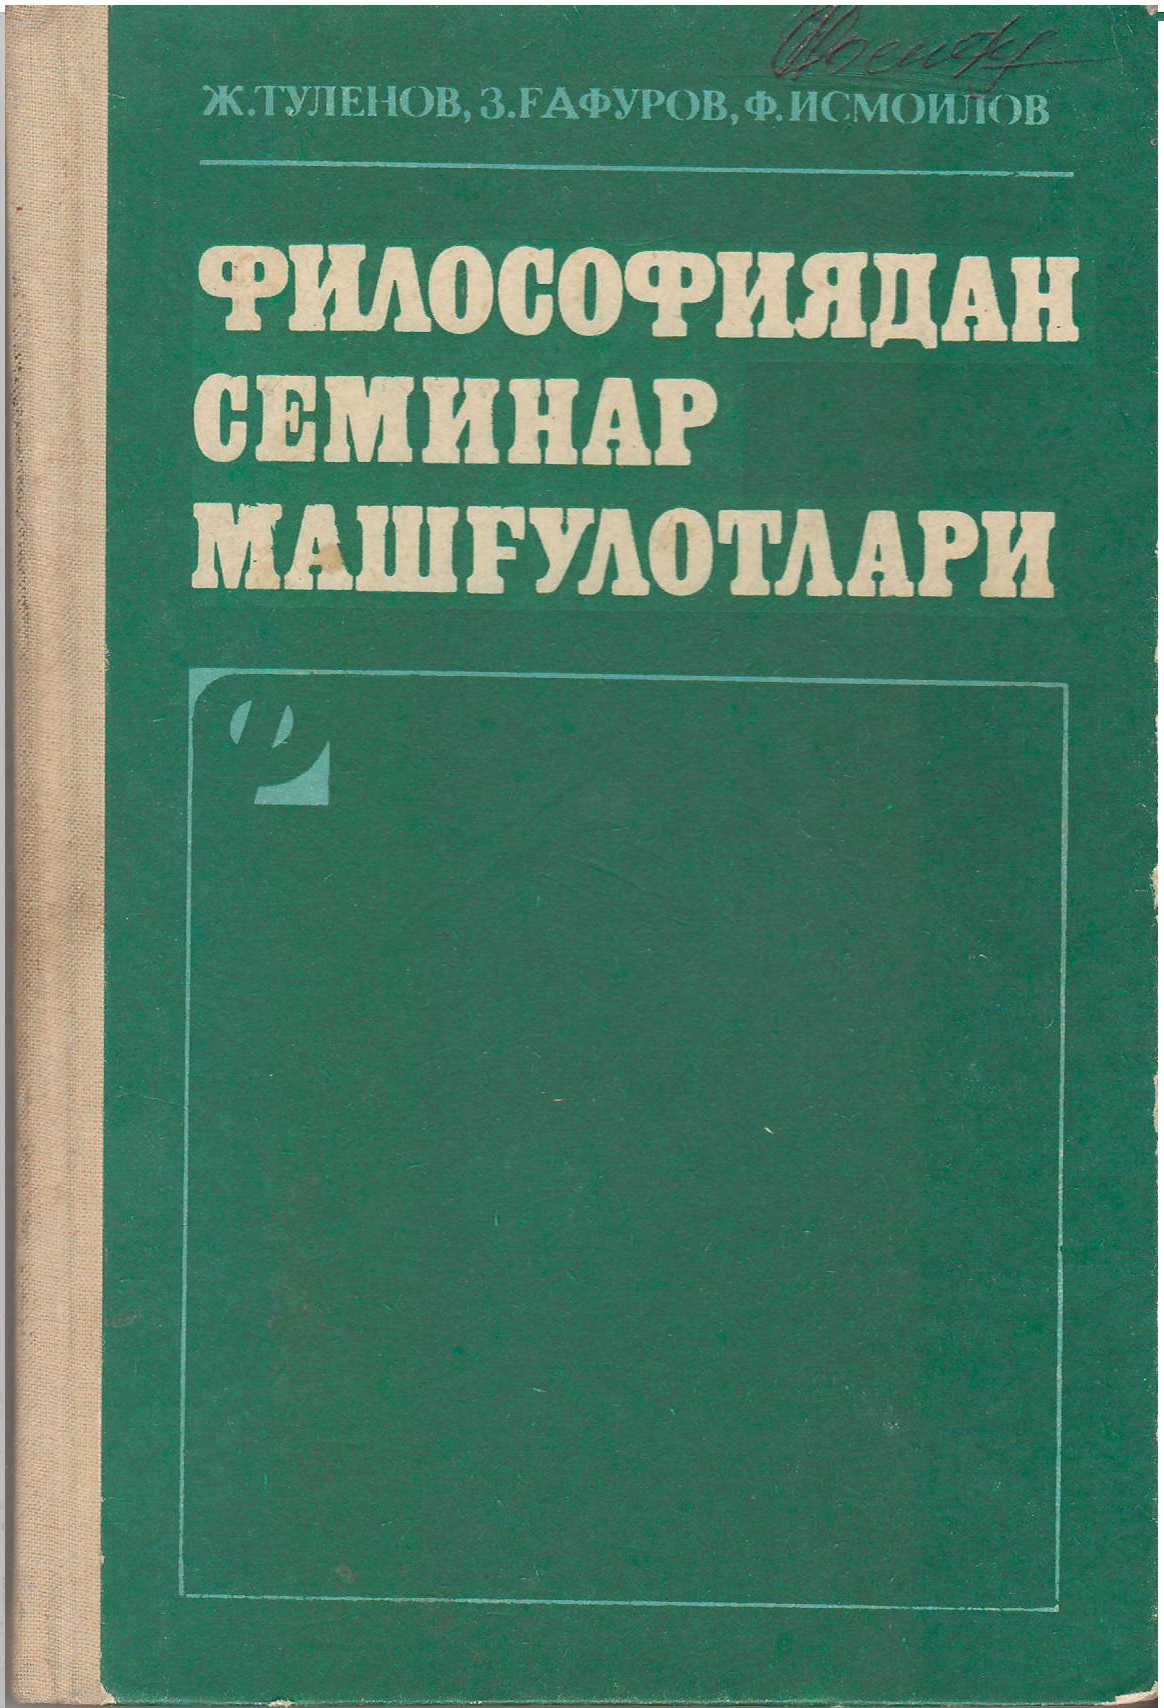 Ж.ТУЛЕНОВ, З.ҒАФУРОВ, Ф.ИСМОИЛОВ
ФИЛОСОФИЯДАН
СЕМИНАР
МАШҒУЛОТЛАРИ
Ф